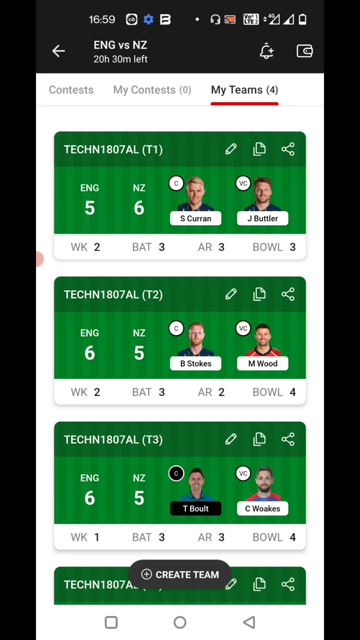 16:59
ENG vs NZ
20h 30m left
Contests My Contests (0) My Teams (4)
TECHN1807AL (T1)
ENG NZ C VC
5 6
S Curran J Buttler
WK 2 BAT 3 AR 3 BOWL 3
TECHN1807AL (T2)
ENG NZ C VC
6 5
B Stokes M Wood
WK 2 BAT 3 AR 2 BOWL 4
TECHN1807AL (T3)
ENG NZ C VC
6 5
T Boult C Woakes
WK 1 BAT 3 AR 3 BOWL 4
CREATE TEAM